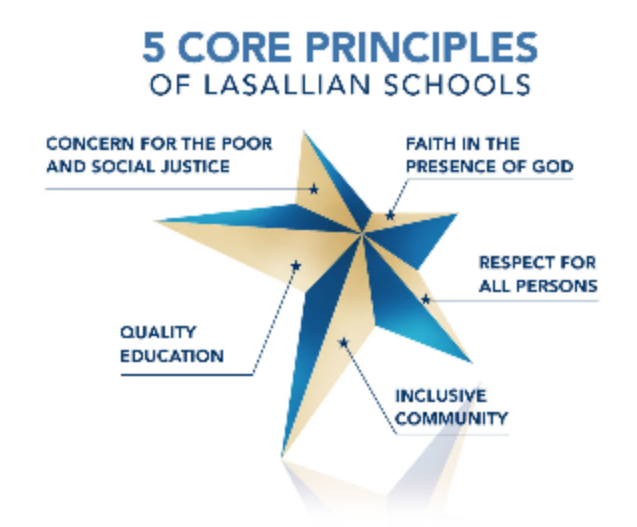 5 CORE PRINCIPLES
OF LASALLIAN SCHOOLS
CONCERN FOR THE POOR
AND SOCIAL JUSTICE
FAITH IN THE
PRESENCE OF GOD
RESPECT FOR
ALL PERSONS
QUALITY
EDUCATION
INCLUSIVE
COMMUNITY